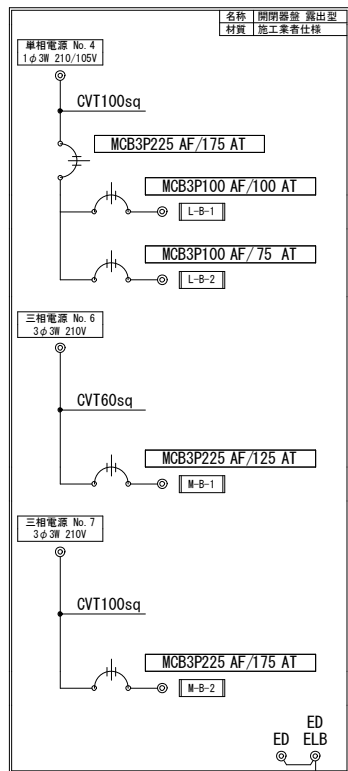 名称 開閉器盤 露出型
材質 施工業者仕様
単相電源 No.4
1φ3W 210/105V
CVT100sq
MCB3P225 AF/175 AT
MCB3P100 AF/100 AT
L-B-1
MCB3P100 AF/ 75 AT
L-B-2
三相電源 No.6
3φ3W 210V
CVT60sq
MCB3P225 AF/125 AT
M-B-1
三相電源 No.7
3φ3W 210V
CVT100sq
MCB3P225 AF/175 AT
M-B-2
ED
ED ELB